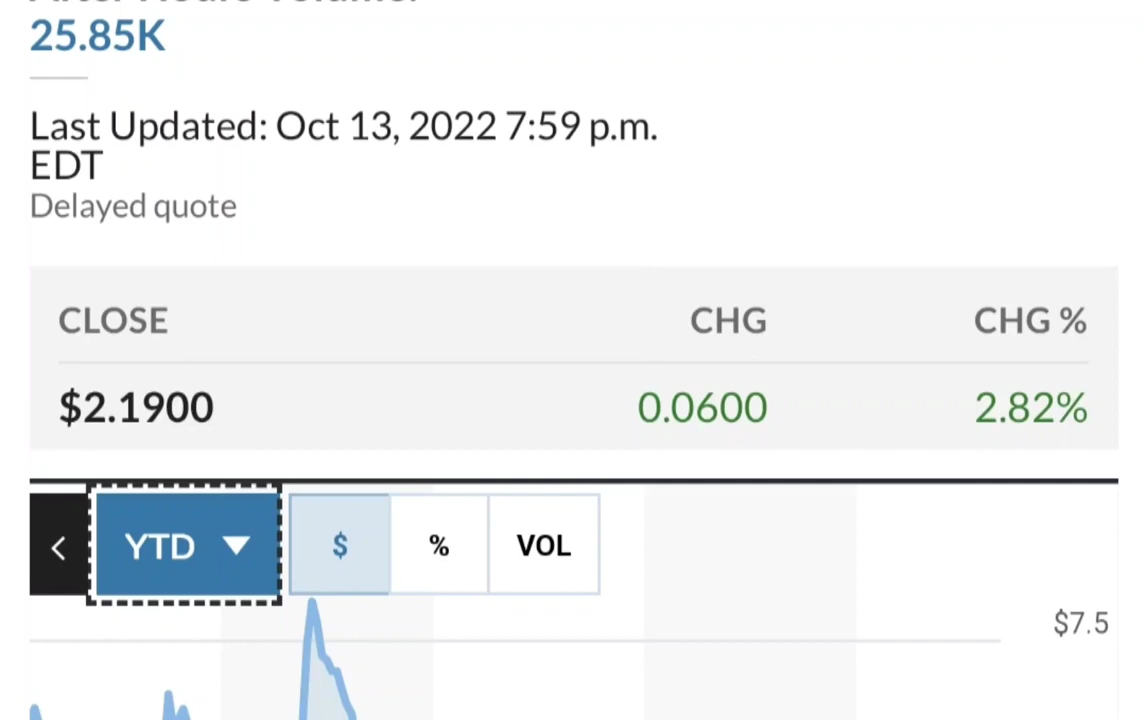 25.85K
Last Updated: Oct 13, 2022 7:59 p.m.
EDT
Delayed quote
CLOSE CHG CHG %
$2.1900 0.0600 2.82%
YTD $ % VOL
$7.5